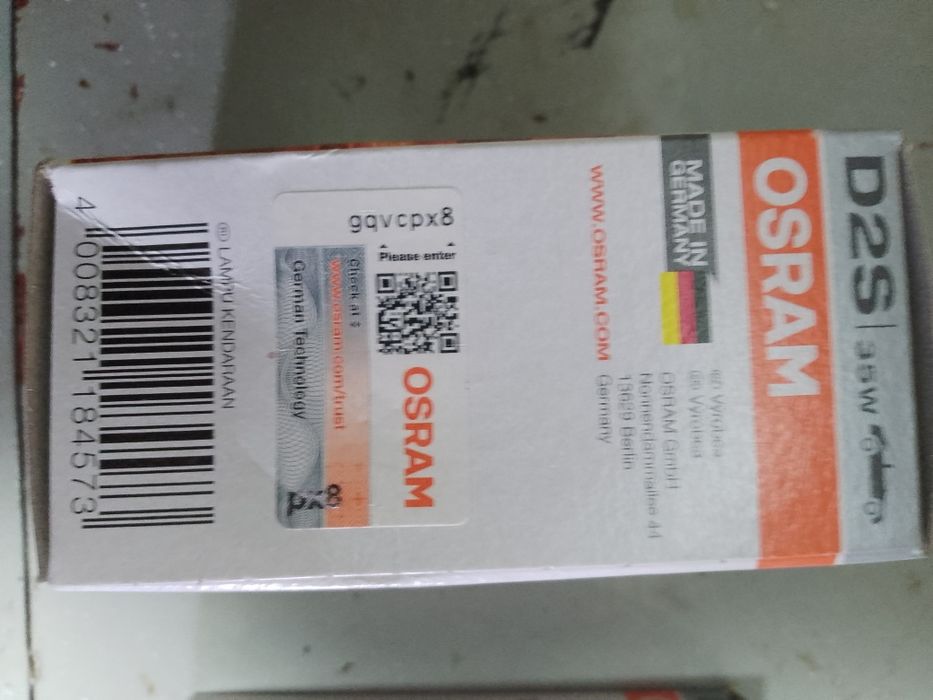 D2S | 35W
OSRAM
MADE IN
GERMANY
WWW.OSRAM.COM
OSRAM GmbH
Nonnendammallee 44
13629 Berlin
Germany
gqvcpx8
Please enter
OSRAM
Check at
www.osram.com/trust
German Technology
LAMPU KENDARAAN
4 008321 184573